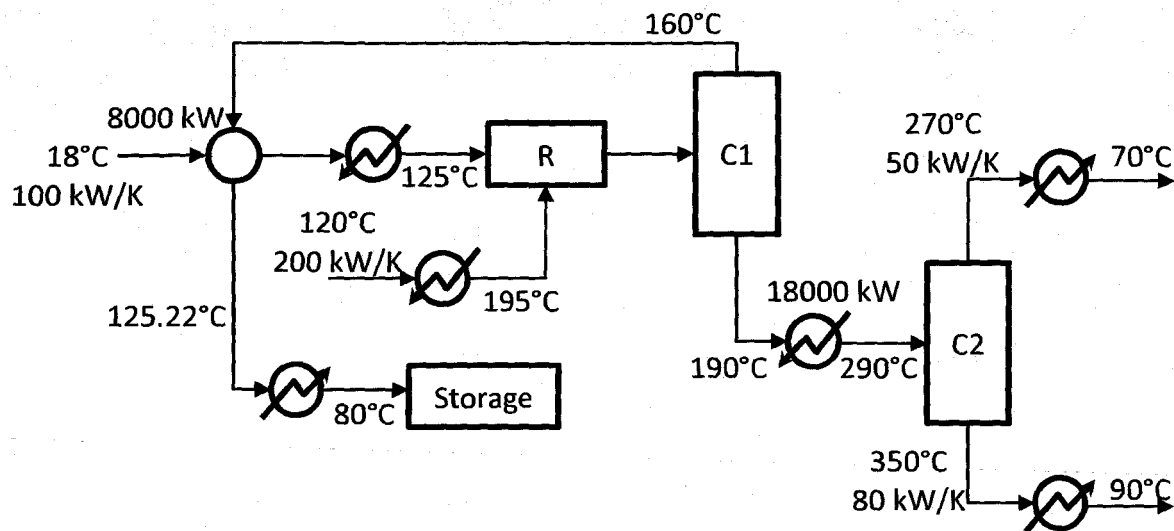 160°C
8000 kW
18°C
100 kW/K
125°C
R
C1
120°C
200 kW/K
195°C
270°C
50 kW/K
70°C
125.22°C
18000 kW
190°C
290°C
C2
80°C
Storage
350°C
80 kW/K
90°C